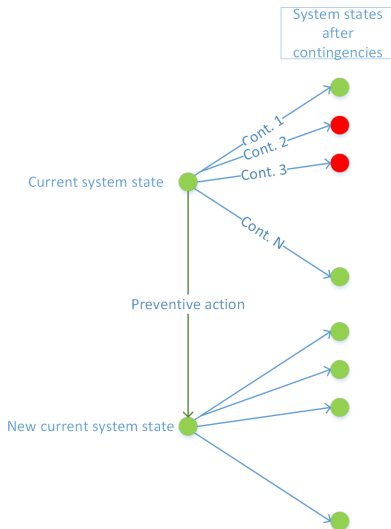 System states
after
contingencies
Cont. 1
Cont. 2
Cont. 3
Current system state
Cont. N
Preventive action
New current system state